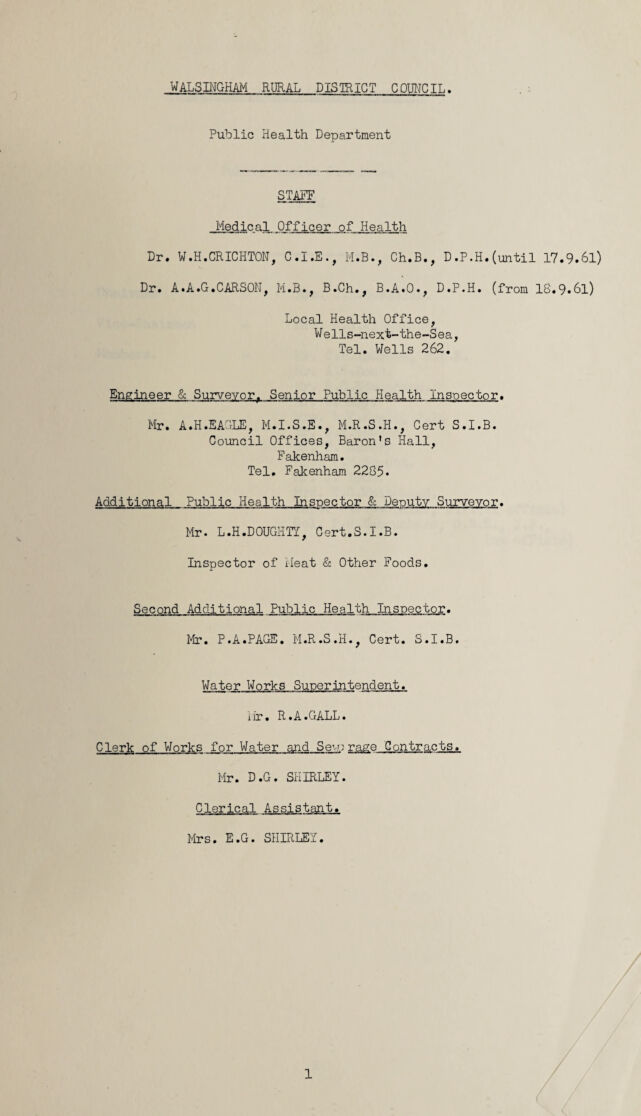 WALSINGHAM RURAL DISTRICT COUNCIL.
Public Health Department
STAFF
Medical Officer of Health
Dr. W.H.CRICHTON, C.I.E., M.B., Ch.B., D.P.H.(until 17.9.61)
Dr. A.A.G.CARSON, M.B., B.Ch., B.A.O., D.P.H. (from 18.9.61)
Local Health Office,
Wells-next-the-Sea,
Tel. Wells 262.
Engineer & Surveyor, Senior Public Health Inspector.
Mr. A.H.EAGLE, M.I.S.E., M.R.S.H., Cert S.I.B.
Council Offices, Baron's Hall,
Fakenham.
Tel. Fakenham 2285.
Additional Public Health Inspector & Deputy Surveyor.
Mr. L.H.DOUGHTY, Cert.S.I.B.
Inspector of Meat & Other Foods.
Second Additional Public Health Inspector.
Mr. P.A.PAGE. M.R.S.H., Cert. S.I.B.
Water Works Superintendent.
Mr. R.A.GALL.
Clerk of Works for Water and Sewerage Contracts.
Mr. D.G. SHIRLEY.
Clerical Assistant.
Mrs. E.G. SHIRLEY.
1